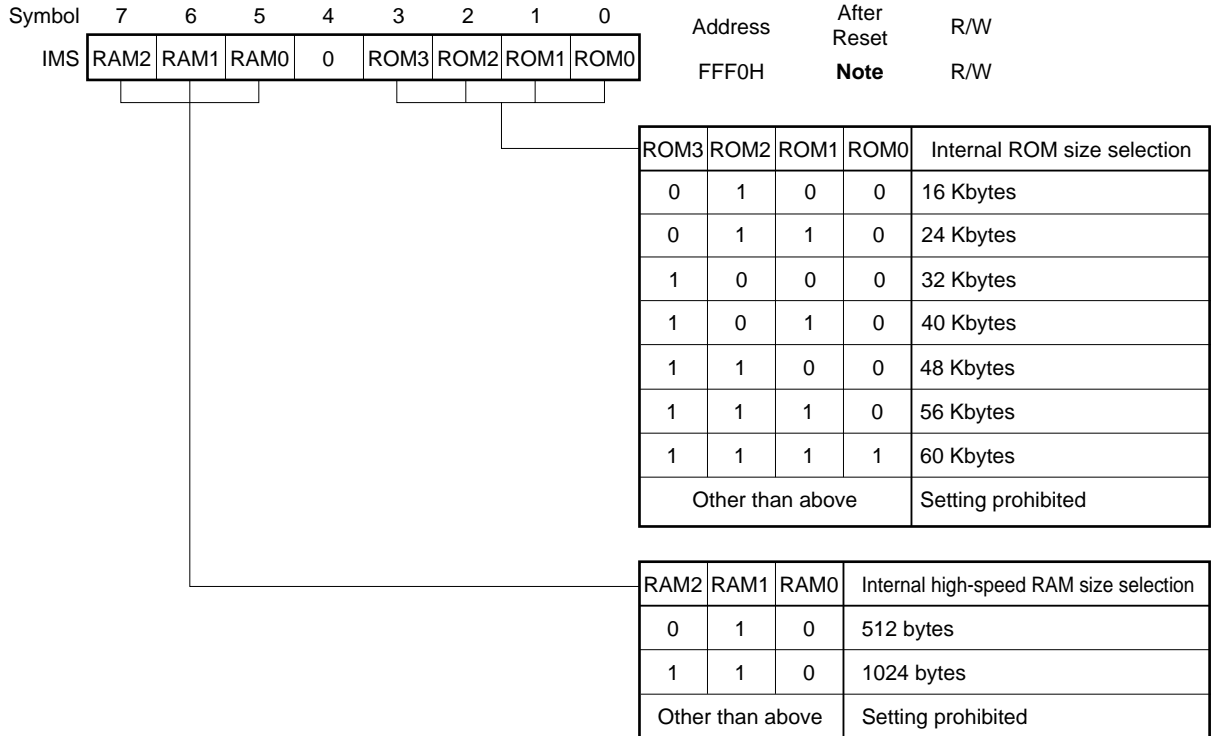 Symbol 7 6 5 4 3 2 1 0 Address After Reset R/W
IMS RAM2 RAM1 RAM0 0 ROM3 ROM2 ROM1 ROM0 FFF0H Note R/W
ROM3 ROM2 ROM1 ROM0 Internal ROM size selection
0 1 0 0 16 Kbytes
0 1 1 0 24 Kbytes
1 0 0 0 32 Kbytes
1 0 1 0 40 Kbytes
1 1 0 0 48 Kbytes
1 1 1 0 56 Kbytes
1 1 1 1 60 Kbytes
Other than above Setting prohibited
RAM2 RAM1 RAM0 Internal high-speed RAM size selection
0 1 0 512 bytes
1 1 0 1024 bytes
Other than above Setting prohibited